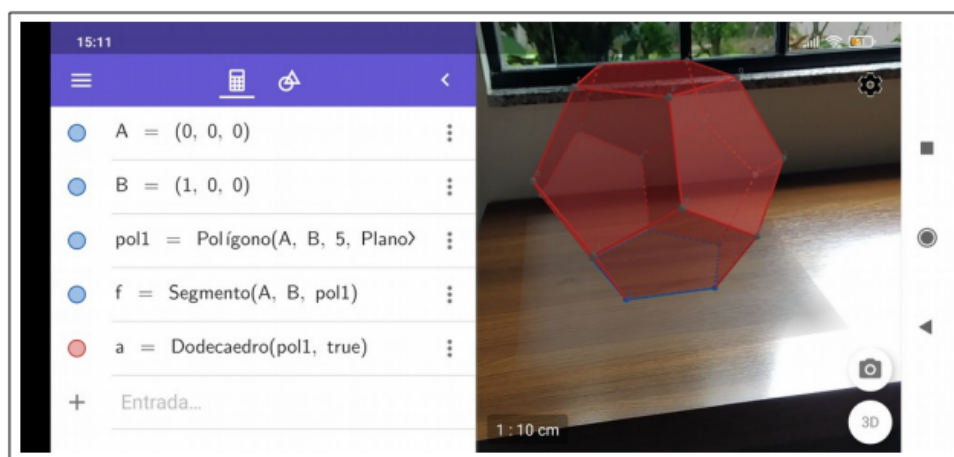 15:11
A = (0, 0, 0)
B = (1, 0, 0)
pol1 = Polígono(A, B, 5, Plano
f = Segmento(A, B, pol1)
a = Dodecaedro(pol1, true)
+ Entrada...
1 : 10 cm
3D